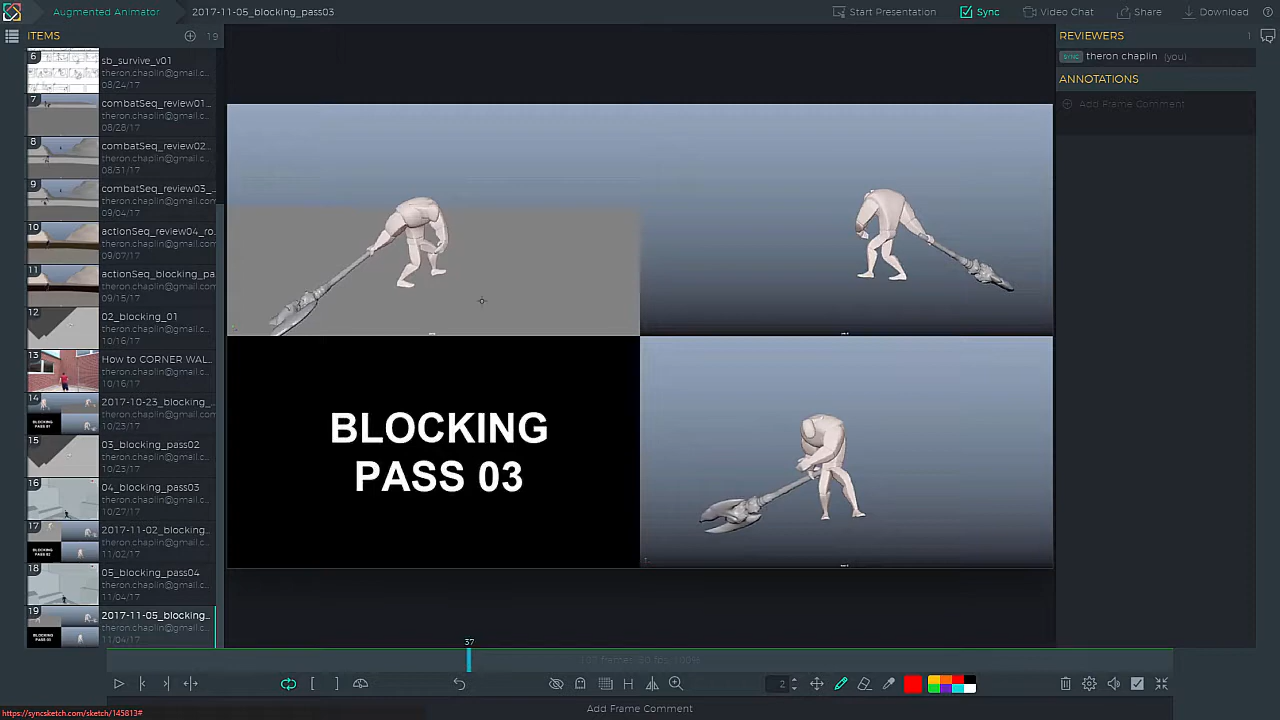 Augmented Animator
2017-11-05_blocking_pass03
Start Presentation
Sync
Video Chat
Share
Download
ITEMS
19
REVIEWERS
1
SYNC
theron chaplin (you)
ANNOTATIONS
Add Frame Comment
6
sb_survive_v01
theron.chaplin@gmail.c...
08/24/17
7
combatSeq_review01...
theron.chaplin@gmail.c...
08/28/17
8
combatSeq_review02...
theron.chaplin@gmail.c...
08/31/17
9
combatSeq_review03_...
theron.chaplin@gmail.com
09/04/17
10
actionSeq_review04_ro...
theron.chaplin@gmail.c...
09/07/17
11
actionSeq_blocking_pa...
theron.chaplin@gmail.c...
09/15/17
12
02_blocking_01
theron.chaplin@gmail.c...
10/16/17
13
How to CORNER WAL...
theron.chaplin@gmail.c...
10/16/17
14
2017-10-23_blocking_...
theron.chaplin@gmail.com
10/23/17
15
03_blocking_pass02
theron.chaplin@gmail.c...
10/23/17
16
04_blocking_pass03
theron.chaplin@gmail.c...
10/27/17
17
2017-11-02_blocking...
theron.chaplin@gmail.c...
11/02/17
18
05_blocking_pass04
theron.chaplin@gmail.c...
11/04/17
19
2017-11-05_blocking...
theron.chaplin@gmail.c...
11/04/17
BLOCKING
PASS 03
37
2
Add Frame Comment
https://syncsketch.com/sketch/145813#